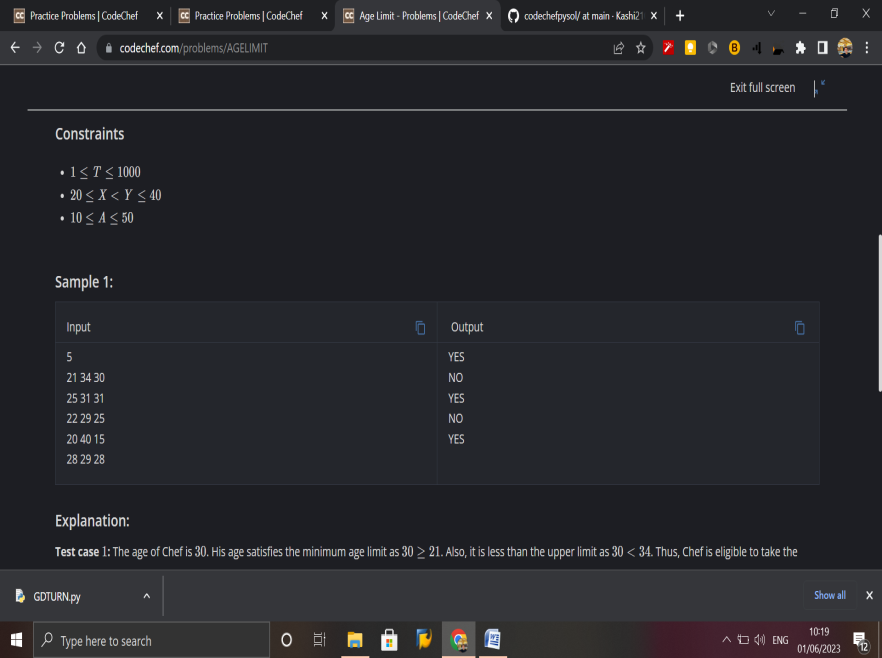 Practice Problems | CodeChef
Practice Problems | CodeChef
Age Limit - Problems | CodeChef
codechefpysol/ at main · Kashi21
codechef.com/problems/AGELIMIT
Exit full screen
Constraints
• 1 ≤ T ≤ 1000
• 20 ≤ X < Y ≤ 40
• 10 ≤ A ≤ 50
Sample 1:
Input Output
5 YES
21 34 30 NO
25 31 31 YES
22 29 25 NO
20 40 15 YES
28 29 28
Explanation:
Test case 1: The age of Chef is 30. His age satisfies the minimum age limit as 30 ≥ 21. Also, it is less than the upper limit as 30 < 34. Thus, Chef is eligible to take the
GDTURN.py
Show all
Type here to search
ENG
10:19
01/06/2023
12